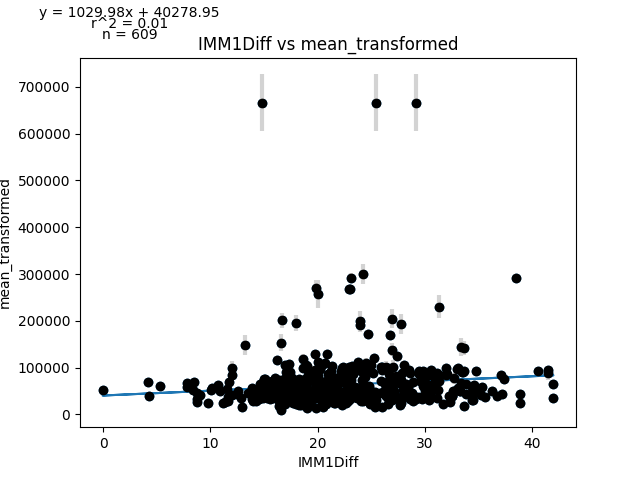 y = 1029.98x + 40278.95
r^2 = 0.01
n = 609
IMM1Diff vs mean_transformed
700000
600000
500000
400000
300000
200000
100000
0
mean_transformed
0 10 20 30 40
IMM1Diff